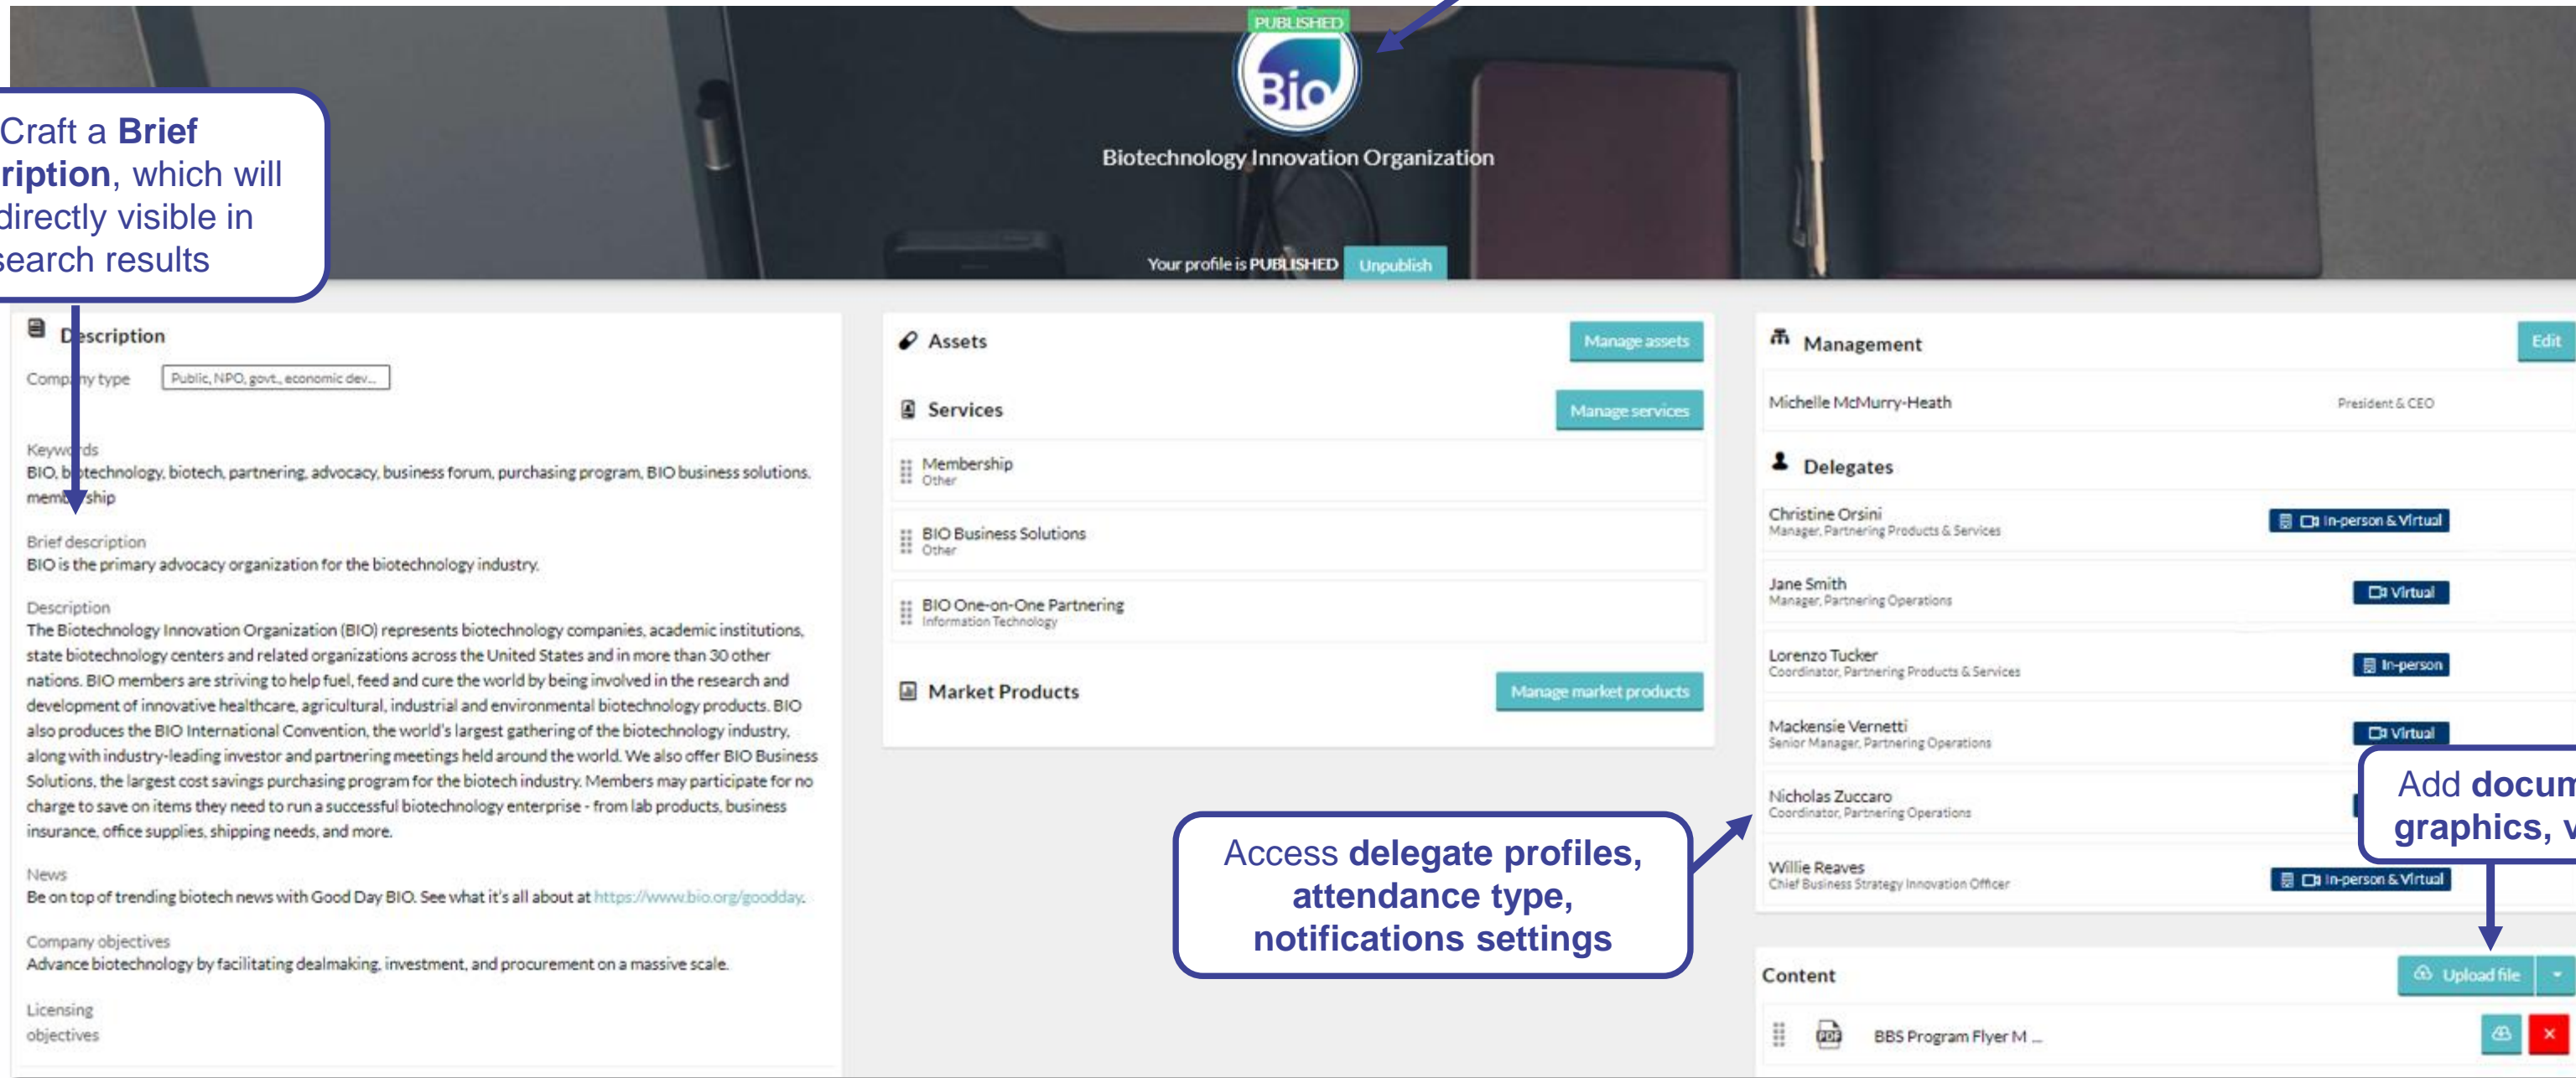 PUBLISHED
Bio
Biotechnology Innovation Organization
Your profile is PUBLISHED Unpublish
Craft a Brief
ription, which will
directly visible in
search results
Description
Company type Public, NPO, govt., economic dev...
Keywords
BIO, biotechnology, biotech, partnering, advocacy, business forum, purchasing program, BIO business solutions.
membership
Brief description
BIO is the primary advocacy organization for the biotechnology industry.
Description
The Biotechnology Innovation Organization (BIO) represents biotechnology companies, academic institutions,
state biotechnology centers and related organizations across the United States and in more than 30 other
nations. BIO members are striving to help fuel, feed and cure the world by being involved in the research and
development of innovative healthcare, agricultural, industrial and environmental biotechnology products. BIO
also produces the BIO International Convention, the world's largest gathering of the biotechnology industry,
along with industry-leading investor and partnering meetings held around the world. We also offer BIO Business
Solutions, the largest cost savings purchasing program for the biotech industry. Members may participate for no
charge to save on items they need to run a successful biotechnology enterprise - from lab products, business
insurance, office supplies, shipping needs, and more.
News
Be on top of trending biotech news with Good Day BIO. See what it's all about at https://www.bio.org/goodday.
Company objectives
Advance biotechnology by facilitating dealmaking, investment, and procurement on a massive scale.
Licensing
objectives
Assets Manage assets
Services Manage services
Membership
Other
BIO Business Solutions
Other
BIO One-on-One Partnering
Information Technology
Market Products Manage market products
Access delegate profiles,
attendance type,
notifications settings
Management Edit
Michelle McMurry-Heath President & CEO
Delegates
Christine Orsini
Manager, Partnering Products & Services
In-person & Virtual
Jane Smith
Manager, Partnering Operations
Virtual
Lorenzo Tucker
Coordinator, Partnering Products & Services
In-person
Mackensie Vernetti
Senior Manager, Partnering Operations
Virtual
Nicholas Zuccaro
Coordinator, Partnering Operations
Add docum
graphics, v
Willie Reaves
Chief Business Strategy Innovation Officer
In-person & Virtual
Content Upload file
PDF BBS Program Flyer M ...